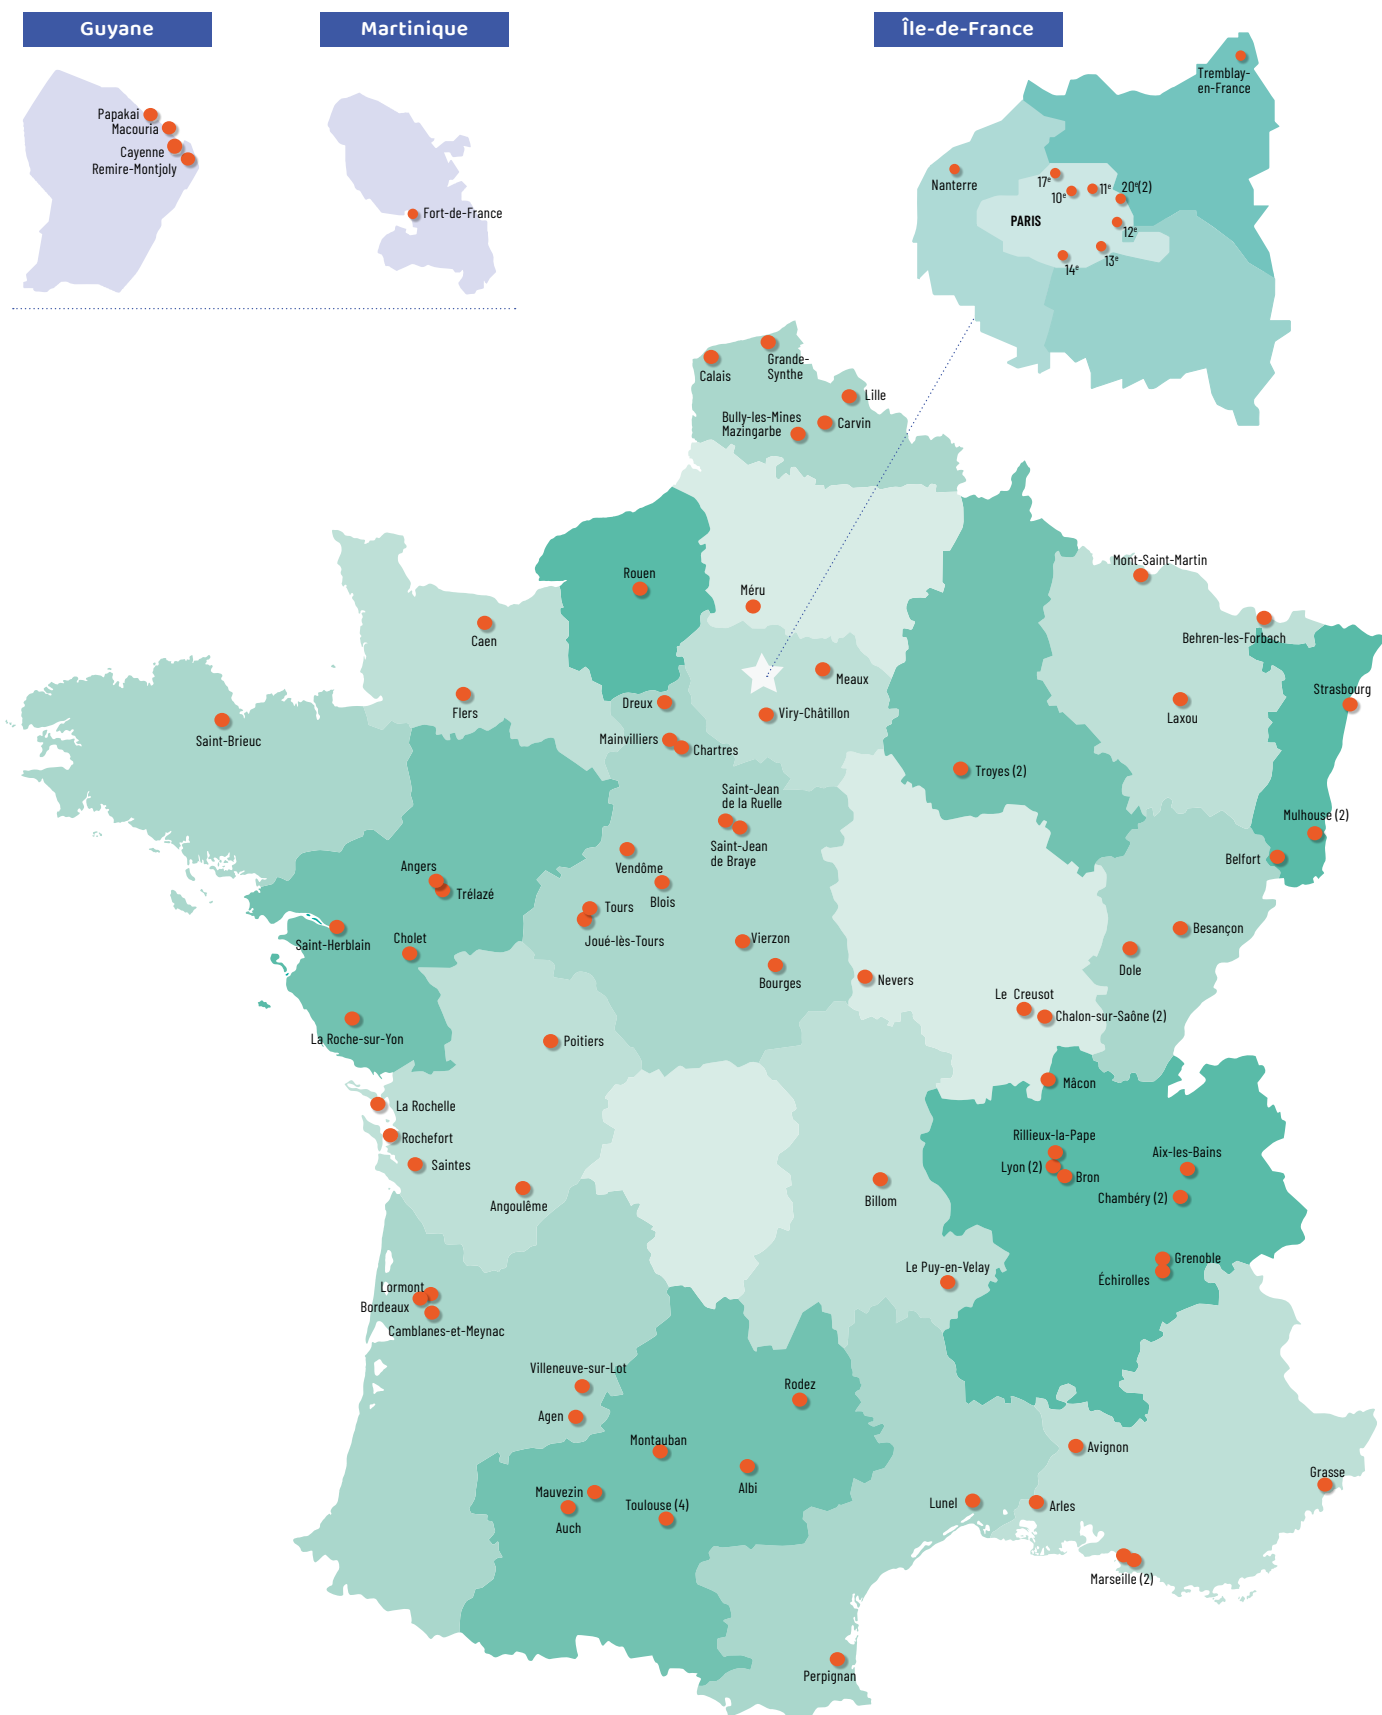 Guyane
Martinique
Île-de-France
Papakai
Macouria
Cayenne
Remire-Montjoly
Fort-de-France
Tremblay-
en-France
Nanterre
17e
10e
11e
20e(2)
PARIS
12e
13e
14e
Calais
Grande-
Synthe
Lille
Bully-les-Mines
Mazingarbe
Carvin
Mont-Saint-Martin
Rouen
Méru
Caen
Behren-les-Forbach
Meaux
Strasbourg
Flers
Dreux
Viry-Châtillon
Laxou
Saint-Brieuc
Mainvilliers
Chartres
Troyes (2)
Saint-Jean
de la Ruelle
Mulhouse (2)
Saint-Jean
de Braye
Belfort
Angers
Vendôme
Trélazé
Blois
Tours
Besançon
Saint-Herblain
Cholet
Joué-lès-Tours
Vierzon
Dole
Bourges
Nevers
Le Creusot
Chalon-sur-Saône (2)
La Roche-sur-Yon
Poitiers
Mâcon
La Rochelle
Rochefort
Rillieux-la-Pape
Aix-les-Bains
Saintes
Lyon (2)
Bron
Angoulême
Billom
Chambéry (2)
Le Puy-en-Velay
Grenoble
Échirolles
Lormont
Bordeaux
Camblanes-et-Meynac
Villeneuve-sur-Lot
Rodez
Agen
Montauban
Avignon
Grasse
Albi
Mauvezin
Toulouse (4)
Lunel
Arles
Auch
Marseille (2)
Perpignan